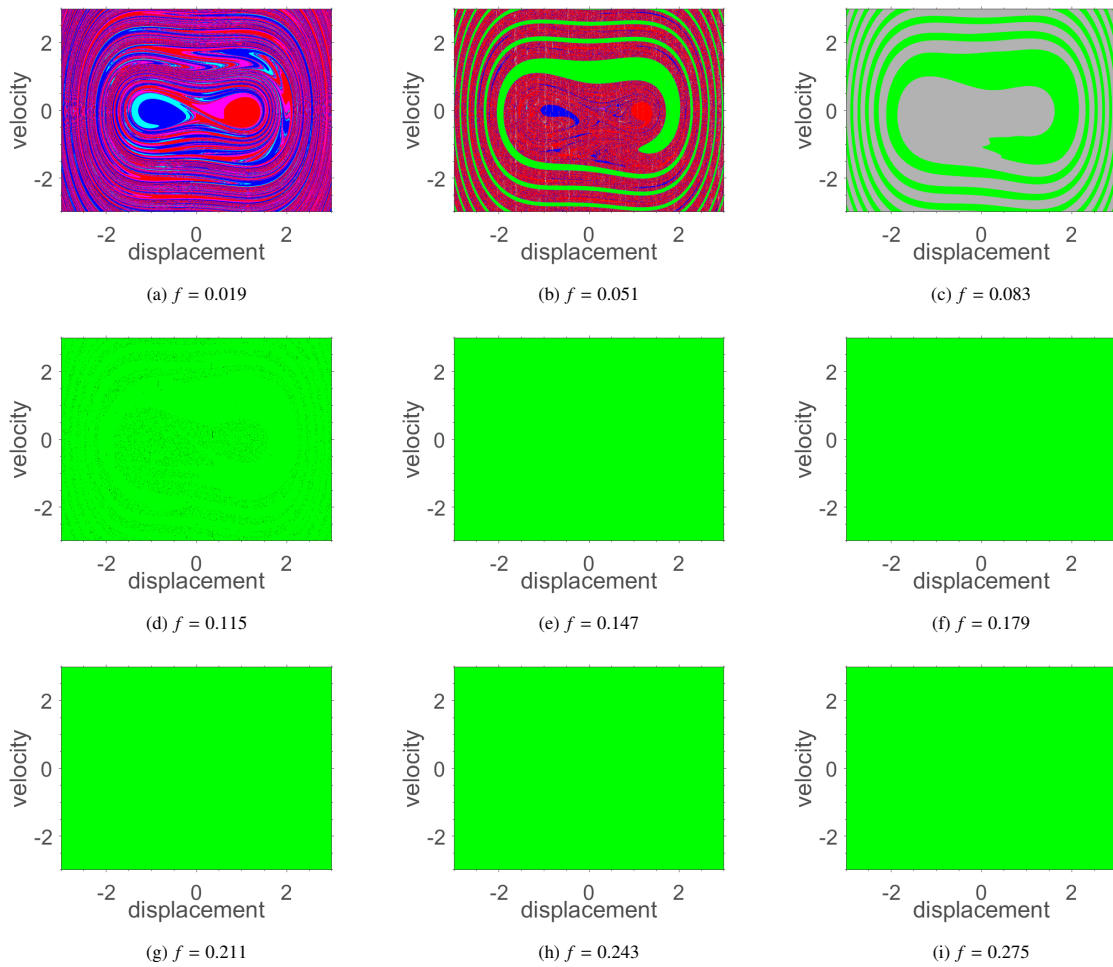 velocity
2
0
-2
-2 0 2
displacement
(a) f = 0.019
velocity
2
0
-2
-2 0 2
displacement
(b) f = 0.051
velocity
2
0
-2
-2 0 2
displacement
(c) f = 0.083
velocity
2
0
-2
-2 0 2
displacement
(d) f = 0.115
velocity
2
0
-2
-2 0 2
displacement
(e) f = 0.147
velocity
2
0
-2
-2 0 2
displacement
(f) f = 0.179
velocity
2
0
-2
-2 0 2
displacement
(g) f = 0.211
velocity
2
0
-2
-2 0 2
displacement
(h) f = 0.243
velocity
2
0
-2
-2 0 2
displacement
(i) f = 0.275